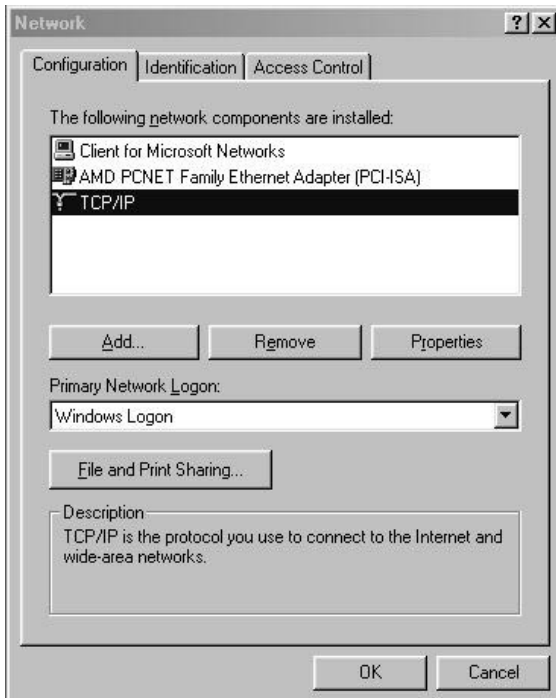 Network
Configuration Identification Access Control
The following network components are installed:
Client for Microsoft Networks
AMD PCNET Family Ethernet Adapter (PCI-ISA)
TCP/IP
Add... Remove Properties
Primary Network Logon:
Windows Logon
File and Print Sharing...
Description
TCP/IP is the protocol you use to connect to the Internet and
wide-area networks.
OK Cancel